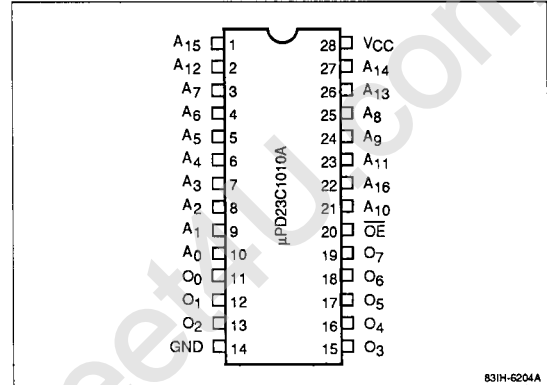 A15 1 28 VCC
A12 2 27 A14
A7 3 26 A13
A6 4 25 A8
A5 5 24 A9
A4 6 23 A11
A3 7 22 A16
A2 8 21 A10
A1 9 20 OE
A0 10 19 O7
O0 11 18 O6
O1 12 17 O5
O2 13 16 O4
GND 14 15 O3
μPD23C1010A
83IH-6204A
eet4U.com